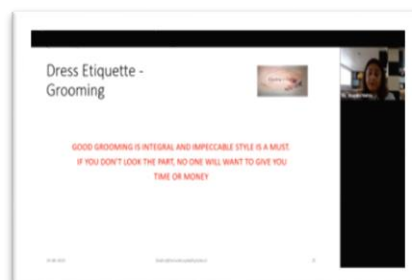 Dress Etiquette -
Grooming
GOOD GROOMING IS INTEGRAL AND IMPECCABLE STYLE IS A MUST.
IF YOU DON'T LOOK THE PART, NO ONE WILL WANT TO GIVE YOU
TIME OR MONEY